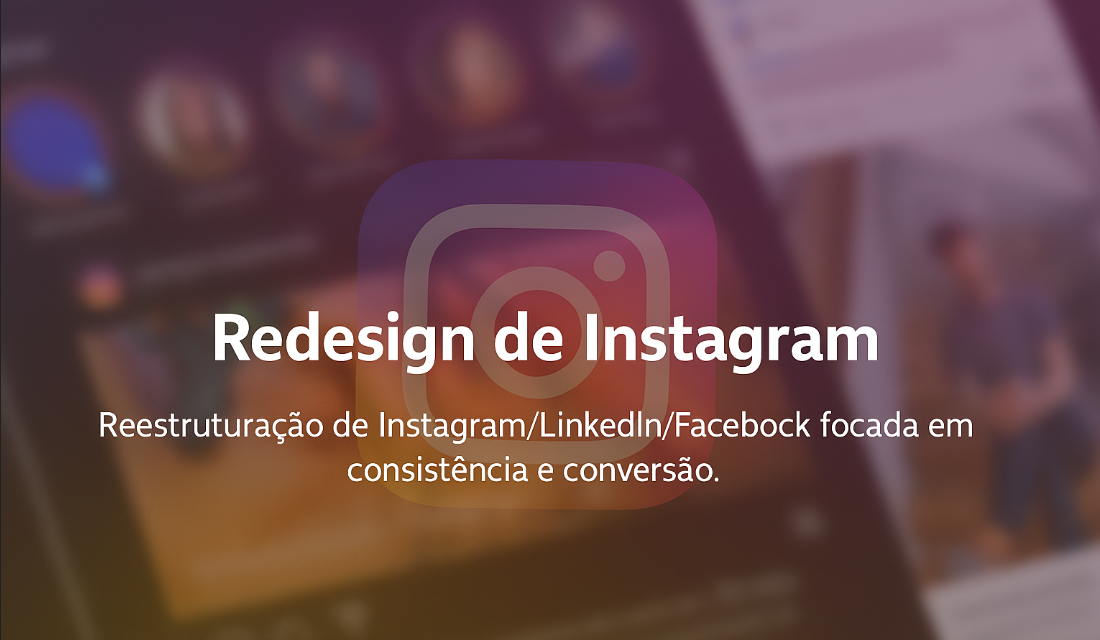 Redesign de Instagram
Reestruturação de Instagram/LinkedIn/Facebock focada em
consistência e conversão.